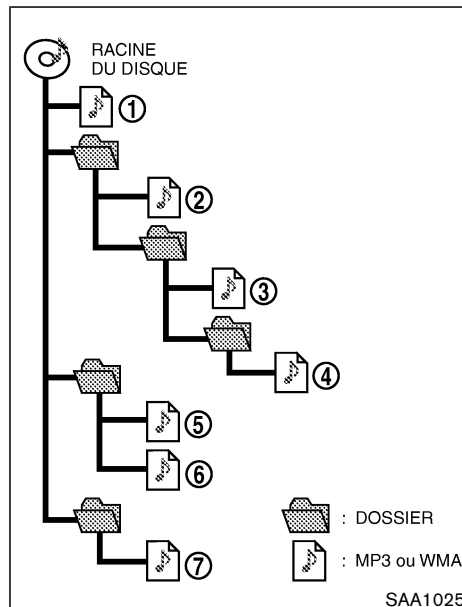 RACINE
DU DISQUE
①
②
③
④
⑤
⑥
⑦
: DOSSIER
: MP3 ou WMA
SAA1025